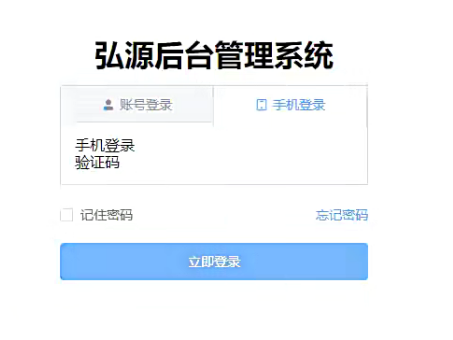 弘源后台管理系统
账号登录 手机登录
手机登录
验证码
记住密码 忘记密码
立即登录